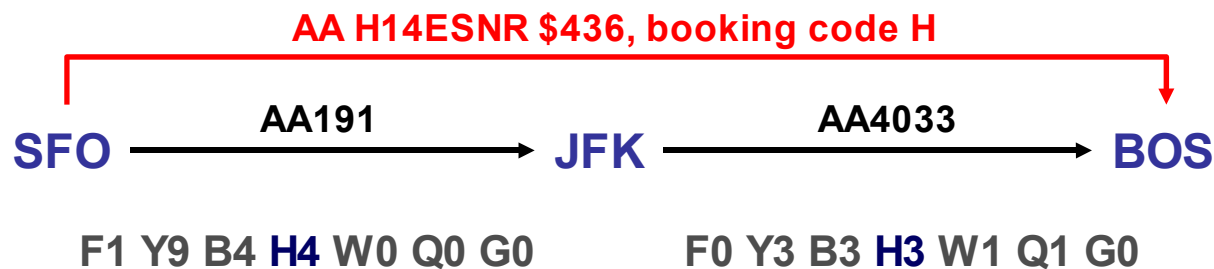 AA H14ESNR $436, booking code H
AA191 AA4033
SFO JFK BOS
F1 Y9 B4 H4 W0 Q0 G0 F0 Y3 B3 H3 W1 Q1 G0